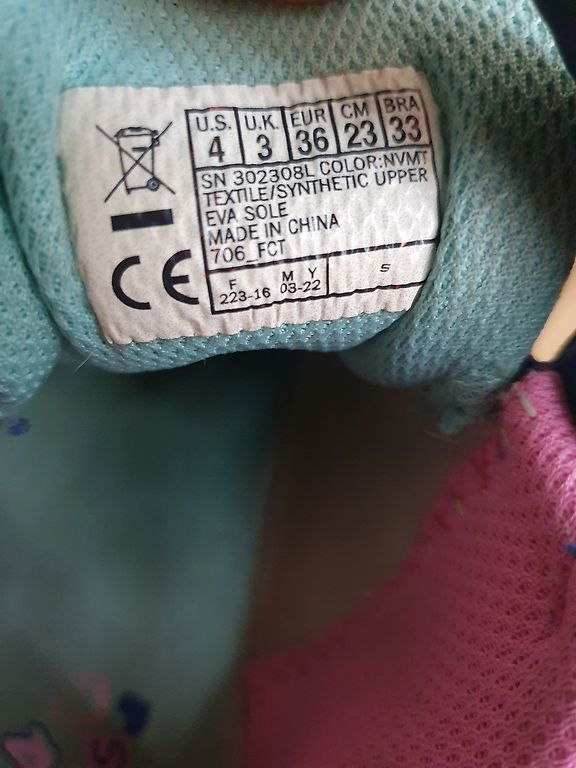 U.S. U.K. EUR CM BRA
4 3 36 23 33
SN 302308L COLOR:NVMT
TEXTILE/SYNTHETIC UPPER
EVA SOLE
MADE IN CHINA
706_FCT
F M Y S
223-16 03-22
CE